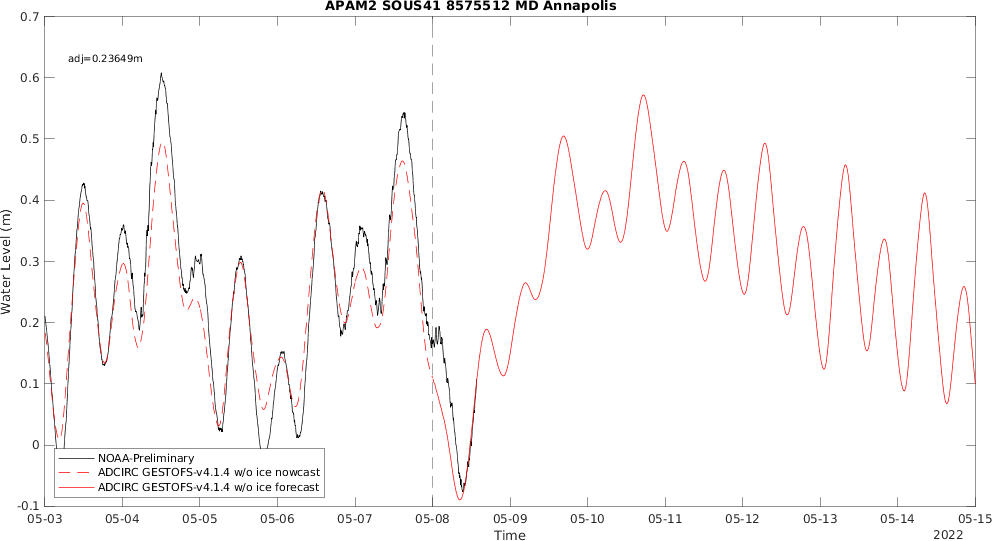 APAM2 SOUS41 8575512 MD Annapolis
adj=0.23649m
0.7
0.6
0.5
0.4
0.3
0.2
0.1
0
-0.1
Water Level (m)
NOAA-Preliminary
ADCIRC GESTOFS-v4.1.4 w/o ice nowcast
ADCIRC GESTOFS-v4.1.4 w/o ice forecast
05-03 05-04 05-05 05-06 05-07 05-08 05-09 05-10 05-11 05-12 05-13 05-14 05-15
Time
2022